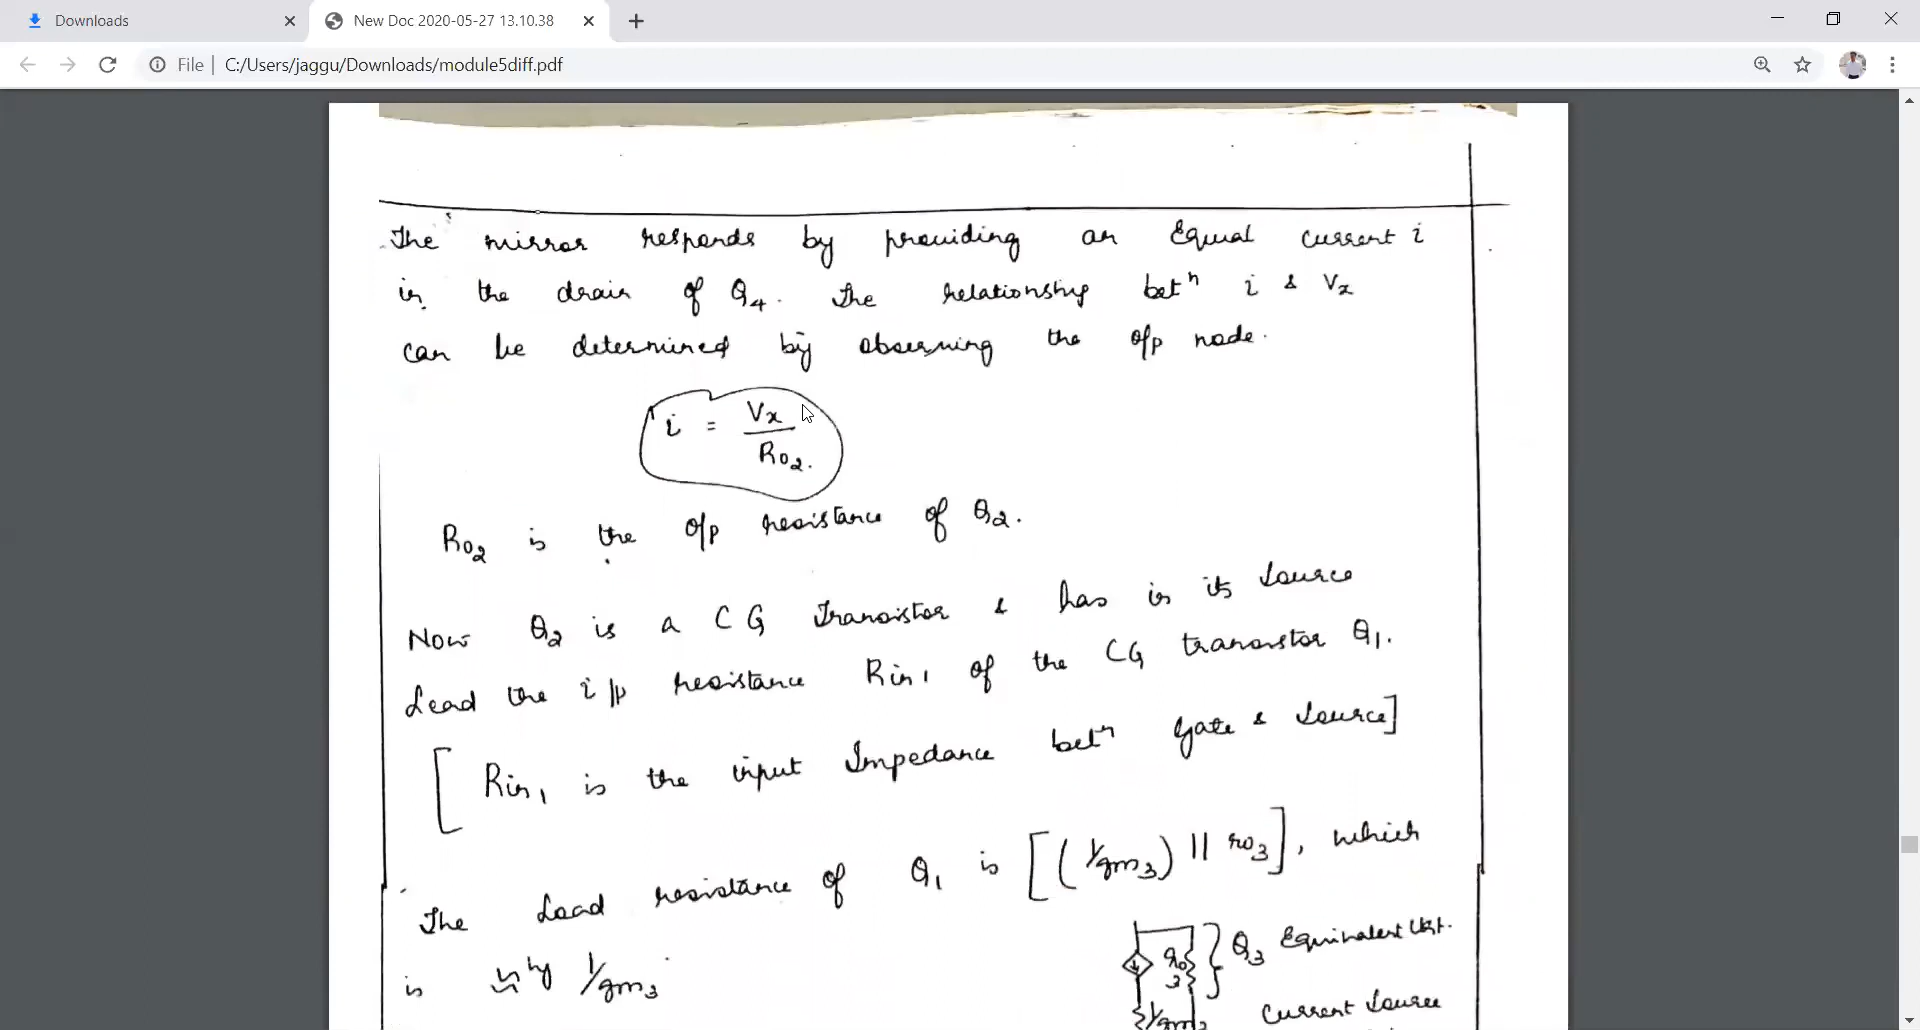 Downloads
New Doc 2020-05-27 13.10.38
File | C:/Users/jaggu/Downloads/module5diff.pdf
The mirror responds by providing an Equal current i
in the drain of Q4. The relationship betn i & Vx
can be determined by observing the o/p node.
i = Vx / Ro2.
Ro2 is the o/p resistance of Q2.
Now Q2 is a CG Transistor & has in its source
Lead the i/p resistance Rin1 of the CG transistor Q1.
[ Rin1 is the input Impedance betn Gate & Source]
The Load resistance of Q1 is [(1/gm3) || ro3], which
is 1/gm3
Q3 Equivalent
ro3
1/gm3
Current Source